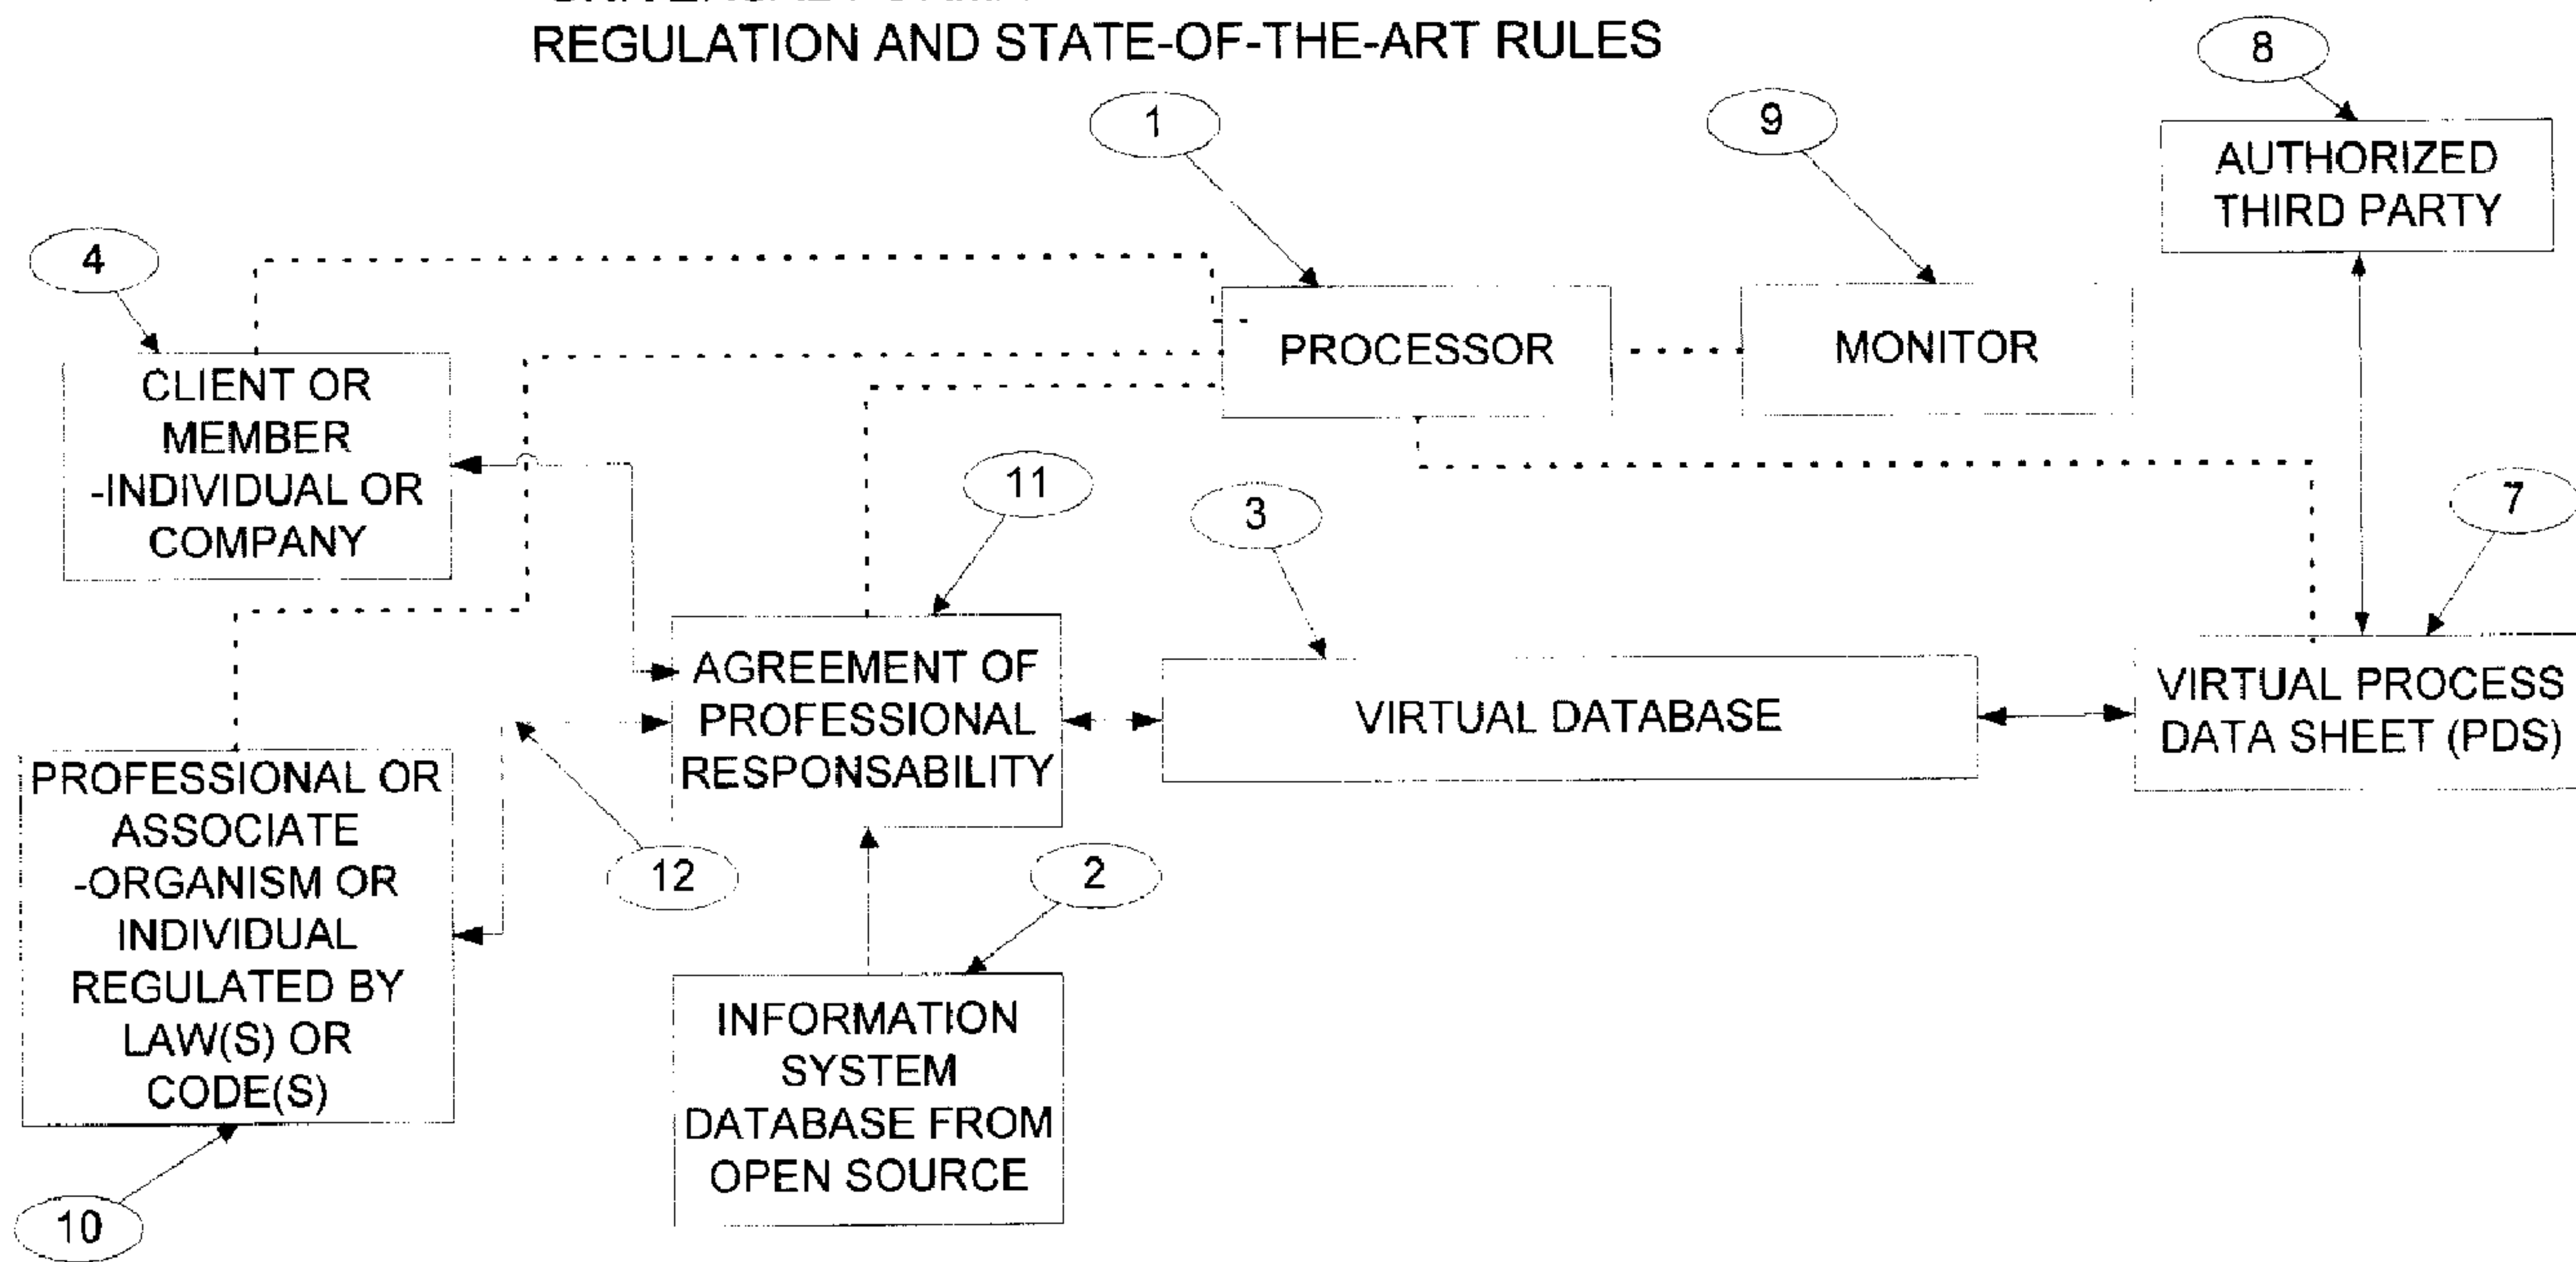 REGULATION AND STATE-OF-THE-ART RULES
8
1
9
AUTHORIZED
THIRD PARTY
4
PROCESSOR
MONITOR
CLIENT OR
MEMBER
-INDIVIDUAL OR
COMPANY
11
3
7
AGREEMENT OF
PROFESSIONAL
RESPONSABILITY
VIRTUAL DATABASE
VIRTUAL PROCESS
DATA SHEET (PDS)
PROFESSIONAL OR
ASSOCIATE
-ORGANISM OR
INDIVIDUAL
REGULATED BY
LAW(S) OR
CODE(S)
12
2
INFORMATION
SYSTEM
DATABASE FROM
OPEN SOURCE
10